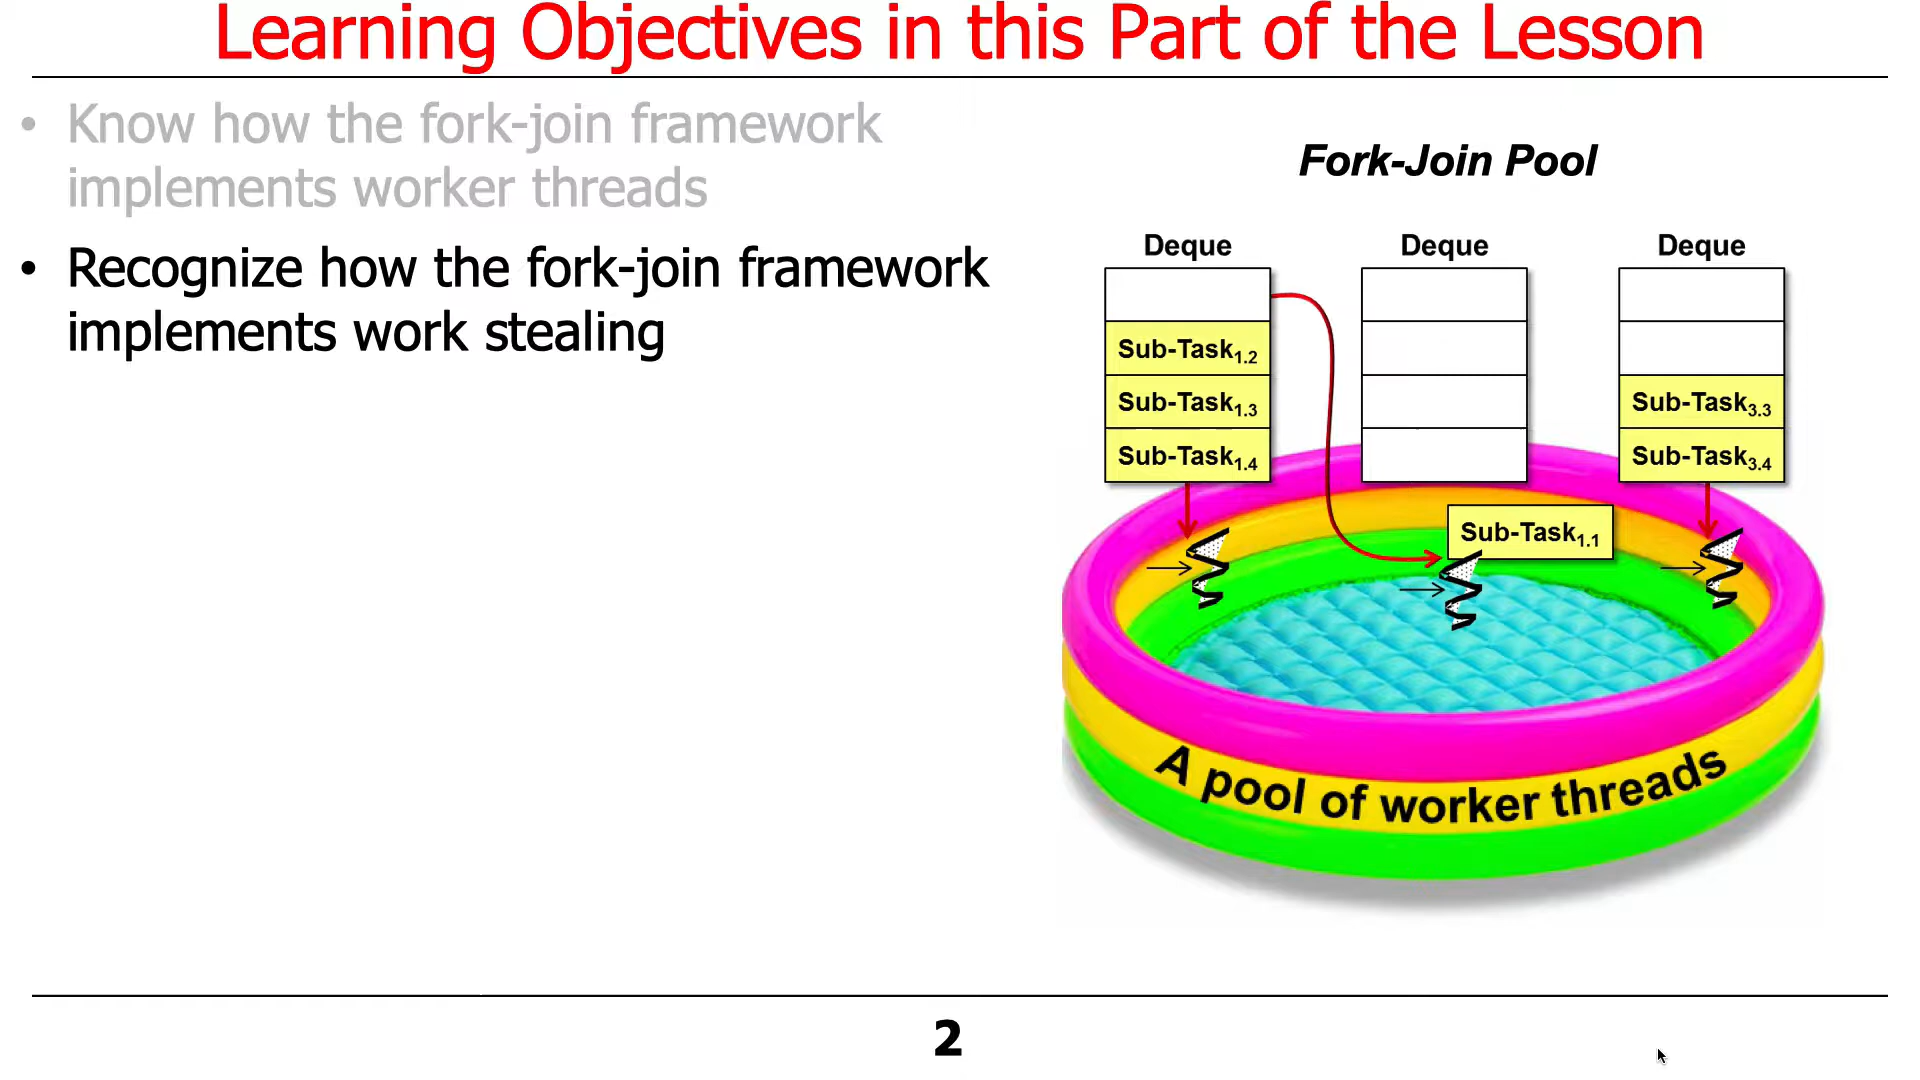 Learning Objectives in this Part of the Lesson
• Know how the fork-join framework
implements worker threads
• Recognize how the fork-join framework
implements work stealing
Fork-Join Pool
Deque Deque Deque
Sub-Task1.2
Sub-Task1.3 Sub-Task3.3
Sub-Task1.4 Sub-Task3.4
Sub-Task1.1
A pool of worker threads
2